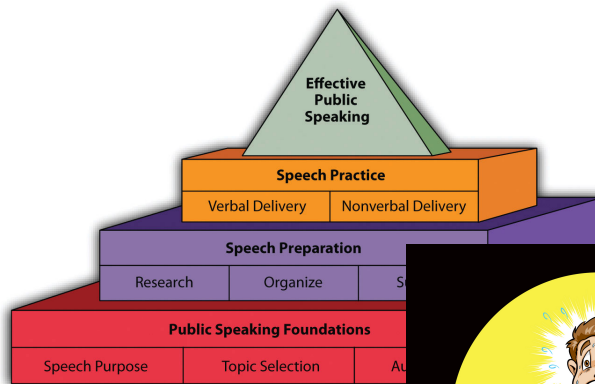 Effective
Public
Speaking
Speech Practice
Verbal Delivery Nonverbal Delivery
Speech Preparation
Research Organize
Public Speaking Foundations
Speech Purpose Topic Selection